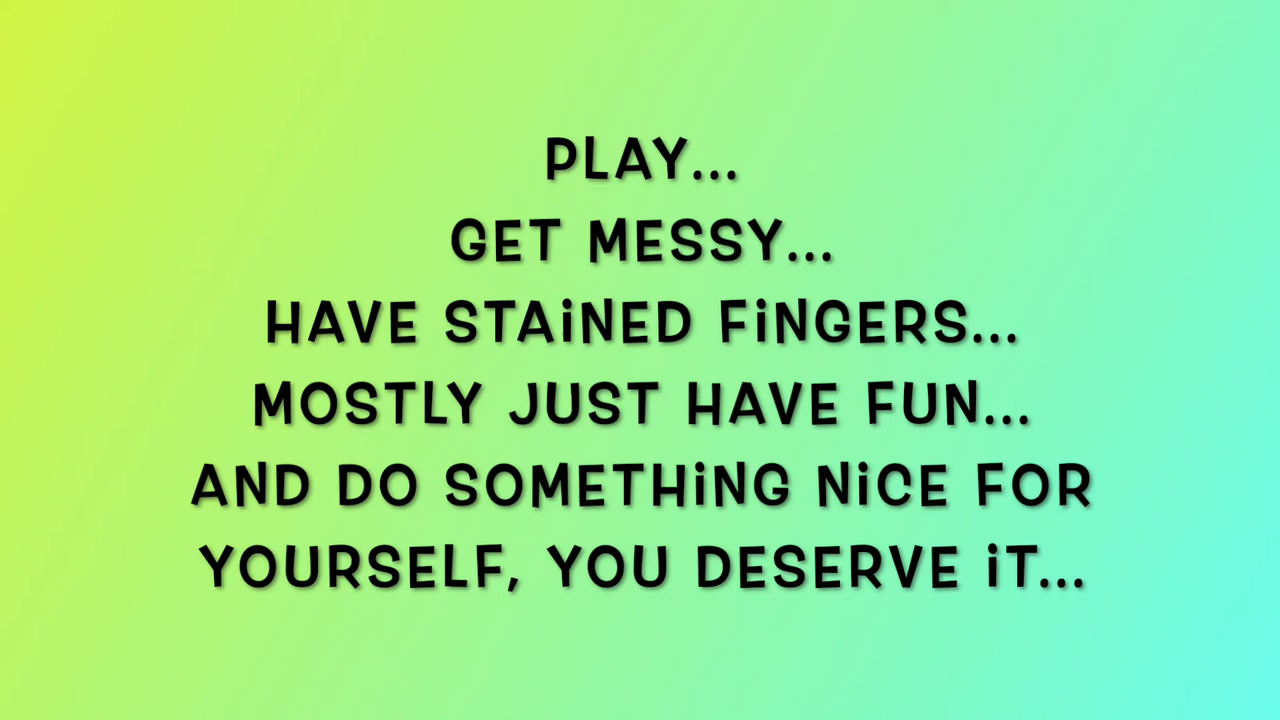 PLAY...
GET MESSY...
HAVE STAiNED FiNGERS...
MOSTLY JUST HAVE FUN...
AND DO SOMETHiNG NiCE FOR
YOURSELF, YOU DESERVE iT...